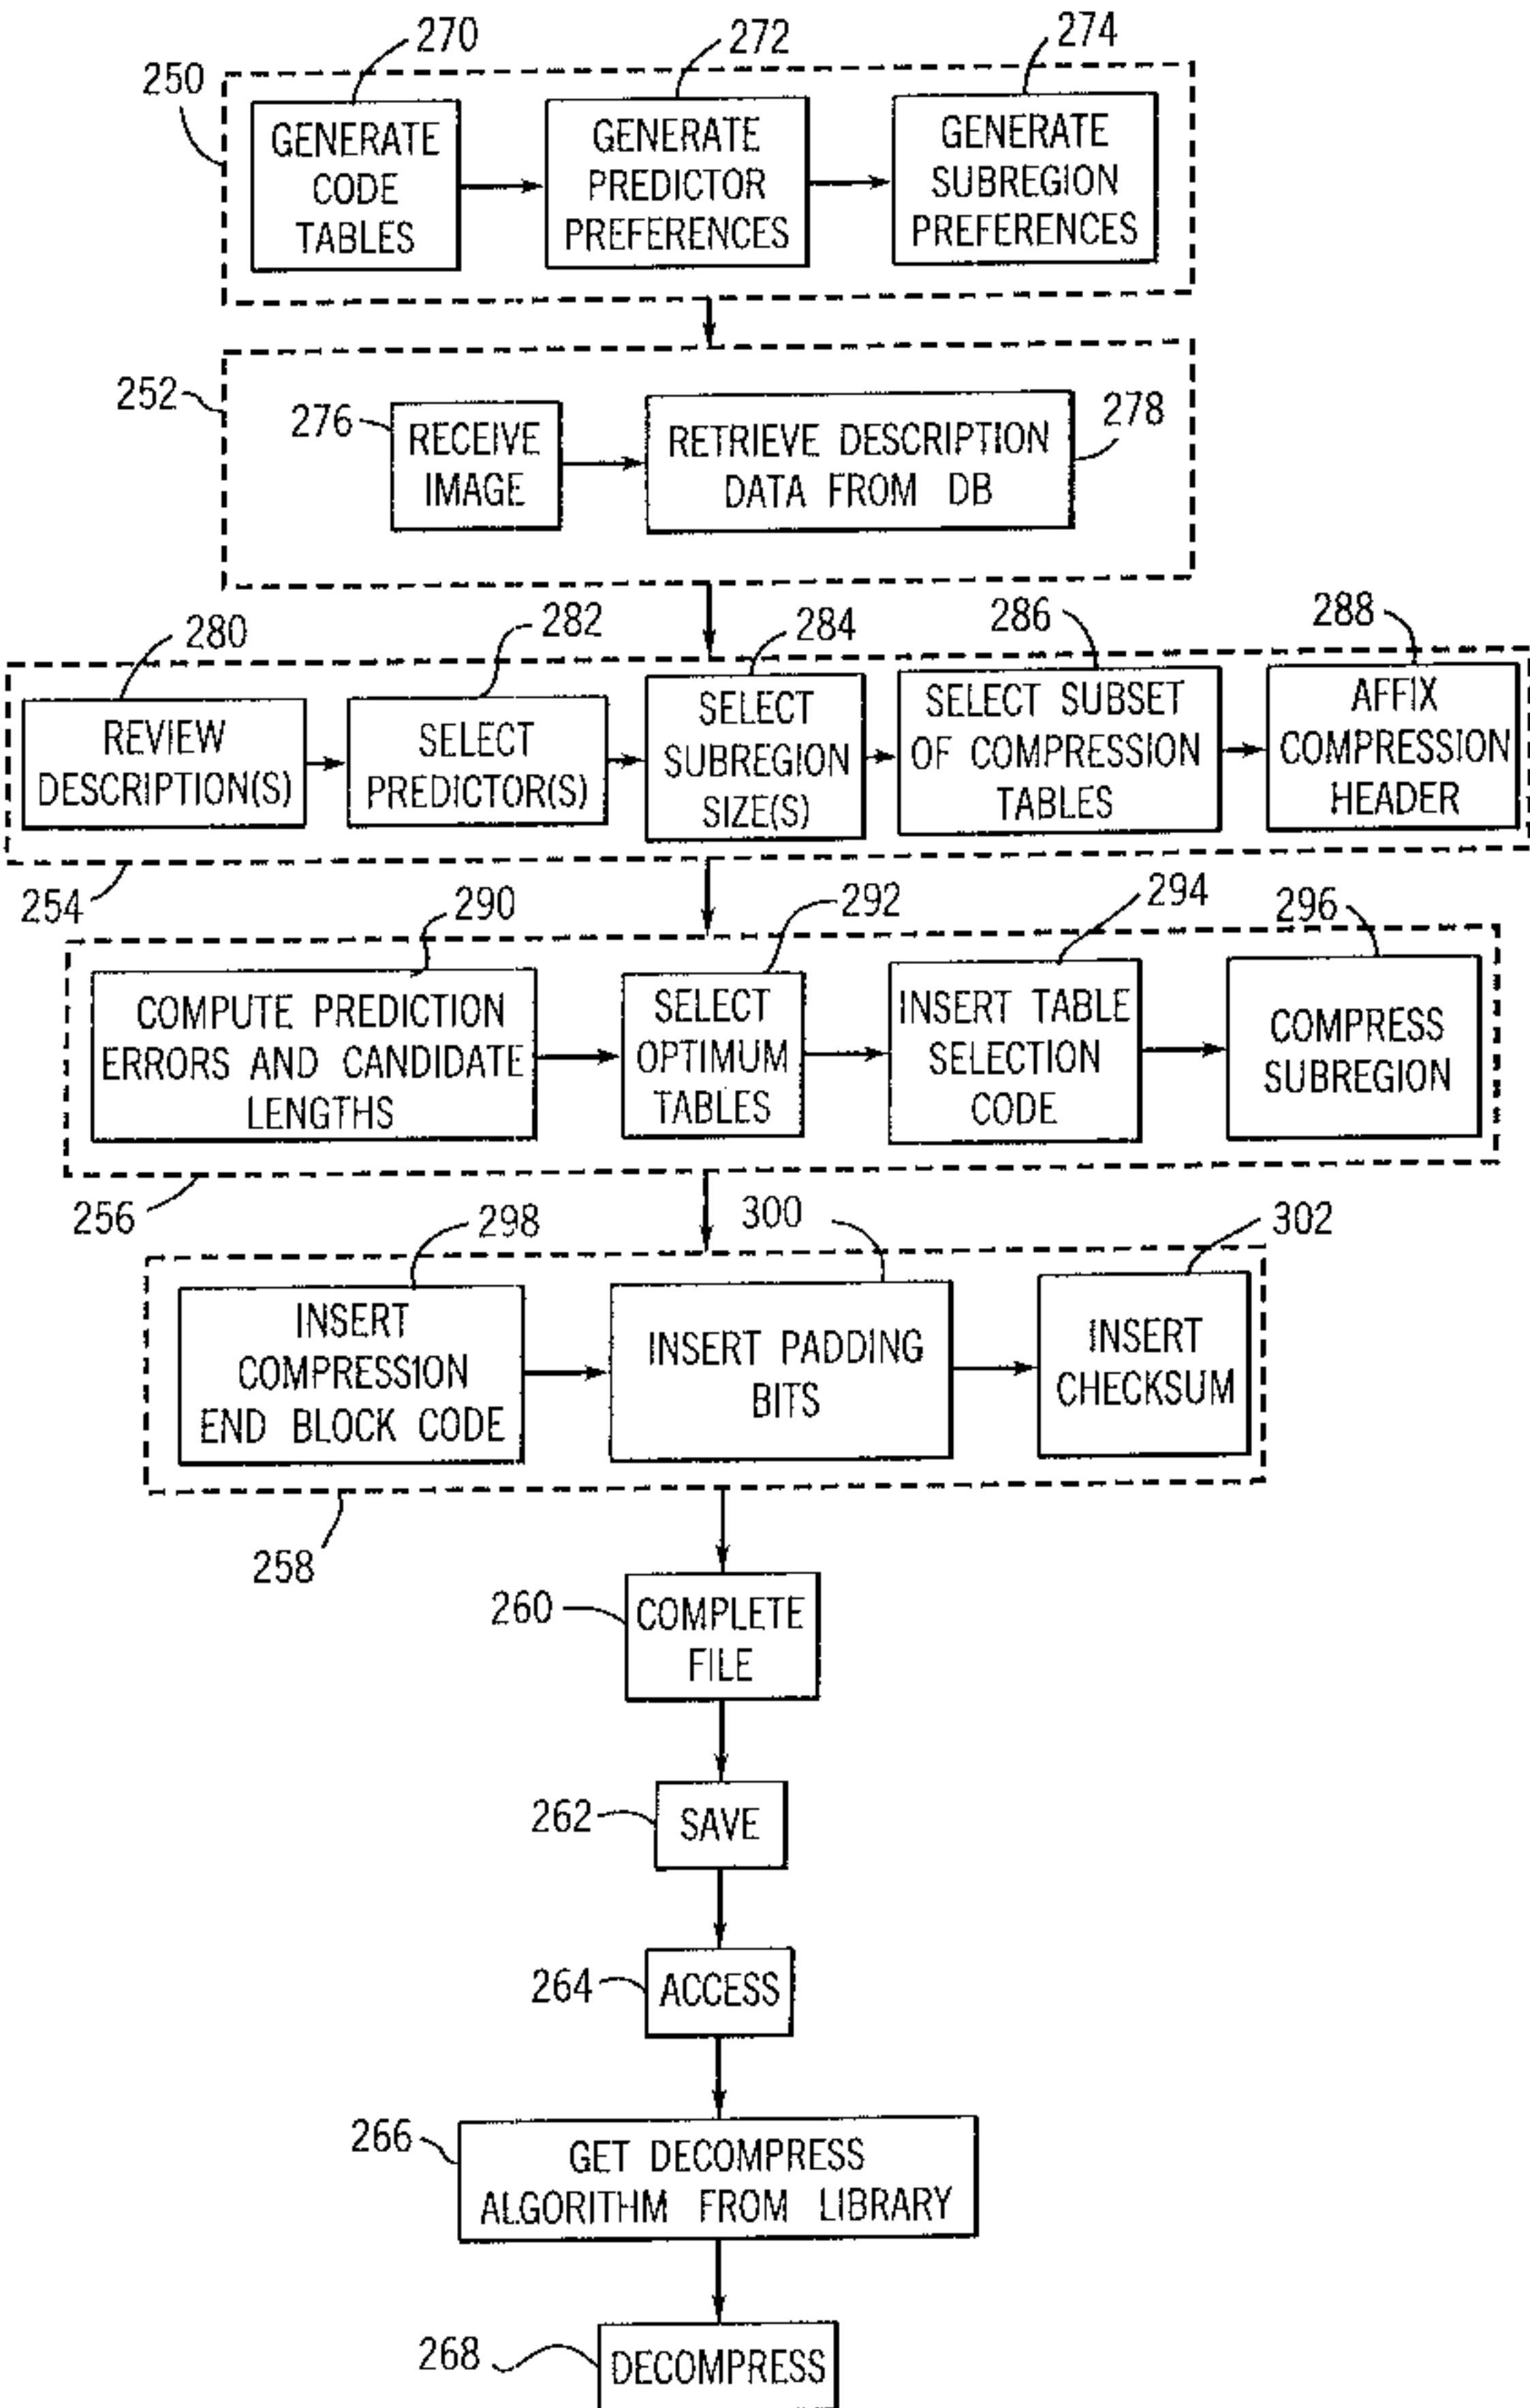 270
272
274
250
GENERATE
CODE
TABLES
GENERATE
PREDICTOR
PREFERENCES
GENERATE
SUBREGION
PREFERENCES
252
276
RECEIVE
IMAGE
RETRIEVE DESCRIPTION
DATA FROM DB
278
280
282
284
286
288
REVIEW
DESCRIPTION(S)
SELECT
PREDICTOR(S)
SELECT
SUBREGION
SIZE(S)
SELECT SUBSET
OF COMPRESSION
TABLES
AFFIX
COMPRESSION
HEADER
254
290
292
294
296
COMPUTE PREDICTION
ERRORS AND CANDIDATE
LENGTHS
SELECT
OPTIMUM
TABLES
INSERT TABLE
SELECTION
CODE
COMPRESS
SUBREGION
256
298
300
302
INSERT
COMPRESSION
END BLOCK CODE
INSERT PADDING
BITS
INSERT
CHECKSUM
258
260
COMPLETE
FILE
262
SAVE
264
ACCESS
266
GET DECOMPRESS
ALGORITHM FROM LIBRARY
268
DECOMPRESS